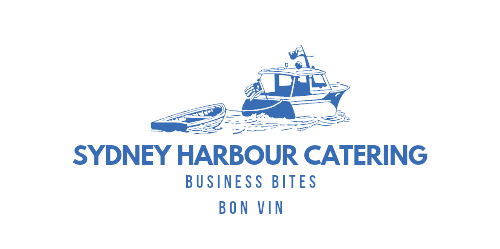 SYDNEY HARBOUR CATERING
BUSINESS BITES
BON VIN